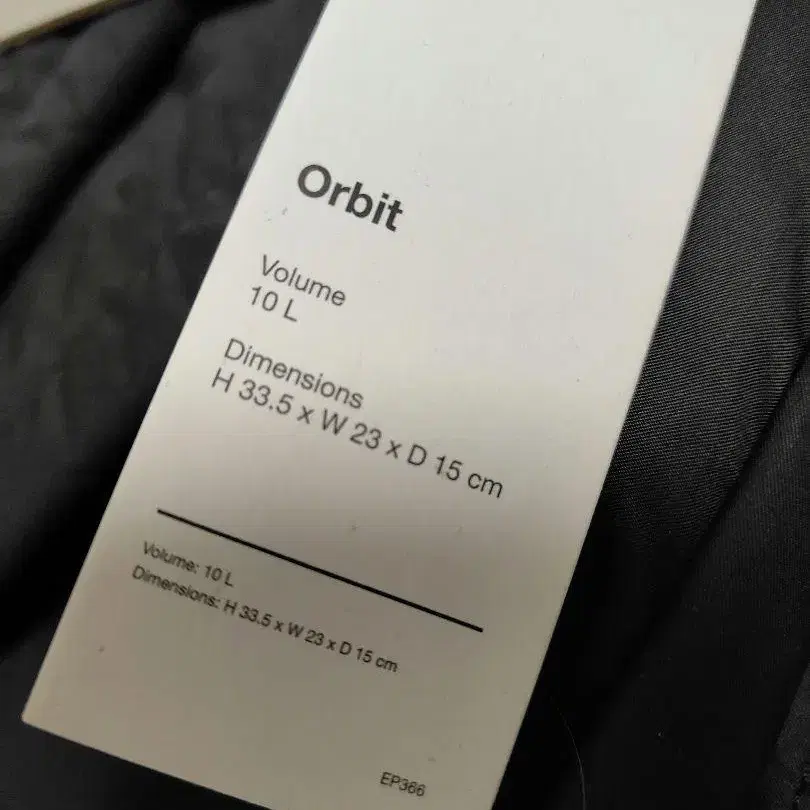 Orbit
Volume
10 L
Dimensions
H 33.5 x W 23 x D 15 cm
Volume: 10 L
Dimensions: H 33.5 x W 23 x D 15 cm
EP366